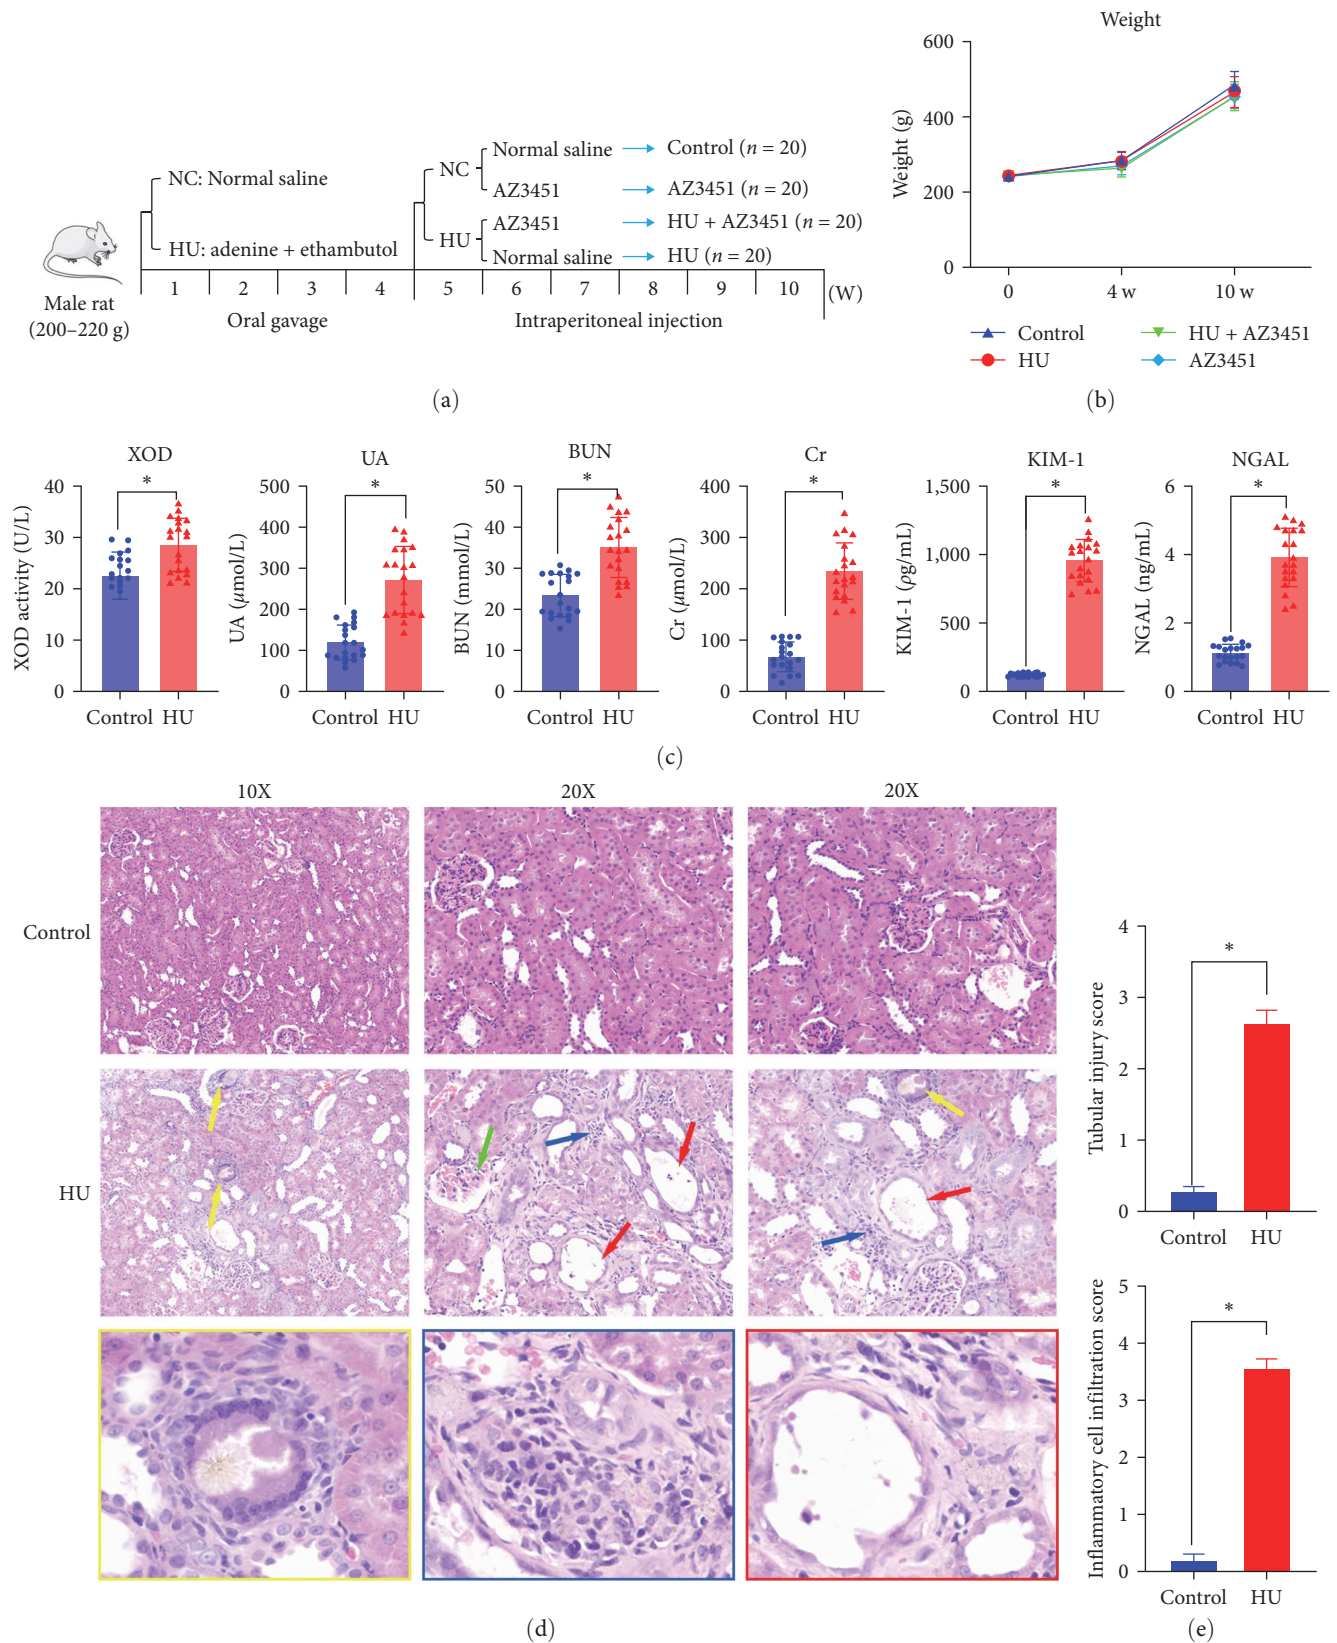 NC: Normal saline
HU: adenine + ethambutol
NC
HU
Normal saline
AZ3451
AZ3451
Normal saline
Control (n = 20)
AZ3451 (n = 20)
HU + AZ3451 (n = 20)
HU (n = 20)
Male rat
(200–220 g)
1 2 3 4 5 6 7 8 9 10 (W)
Oral gavage
Intraperitoneal injection
(a)
Weight
Weight (g)
600
400
200
0
0 4 w 10 w
Control
HU
HU + AZ3451
AZ3451
(b)
XOD
XOD activity (U/L)
40
30
20
10
0
*
Control HU
UA
UA (μmol/L)
500
400
300
200
100
0
*
Control HU
BUN
BUN (mmol/L)
50
40
30
20
10
0
*
Control HU
Cr
Cr (μmol/L)
400
300
200
100
0
*
Control HU
KIM-1
KIM-1 (ρg/mL)
1,500
1,000
500
0
*
Control HU
NGAL
NGAL (ng/mL)
6
4
2
0
*
Control HU
(c)
10X
20X
20X
Control
HU
(d)
Tubular injury score
4
3
2
1
0
*
Control HU
Inflammatory cell infiltration score
5
4
3
2
1
0
*
Control HU
(e)